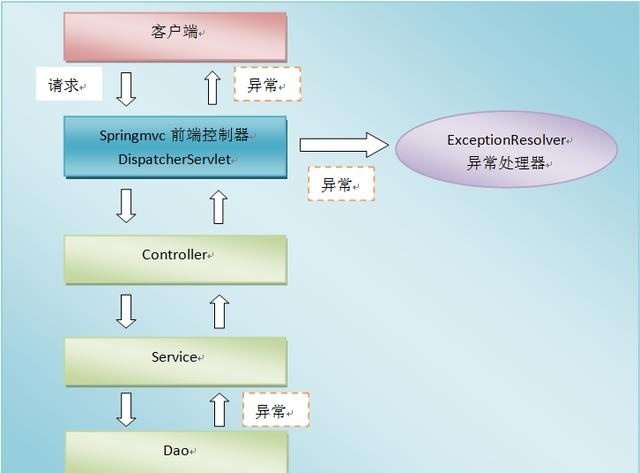 客户端
请求
异常
Springmvc 前端控制器
DispatcherServlet
异常
ExceptionResolver
异常处理器
Controller
Service
异常
Dao